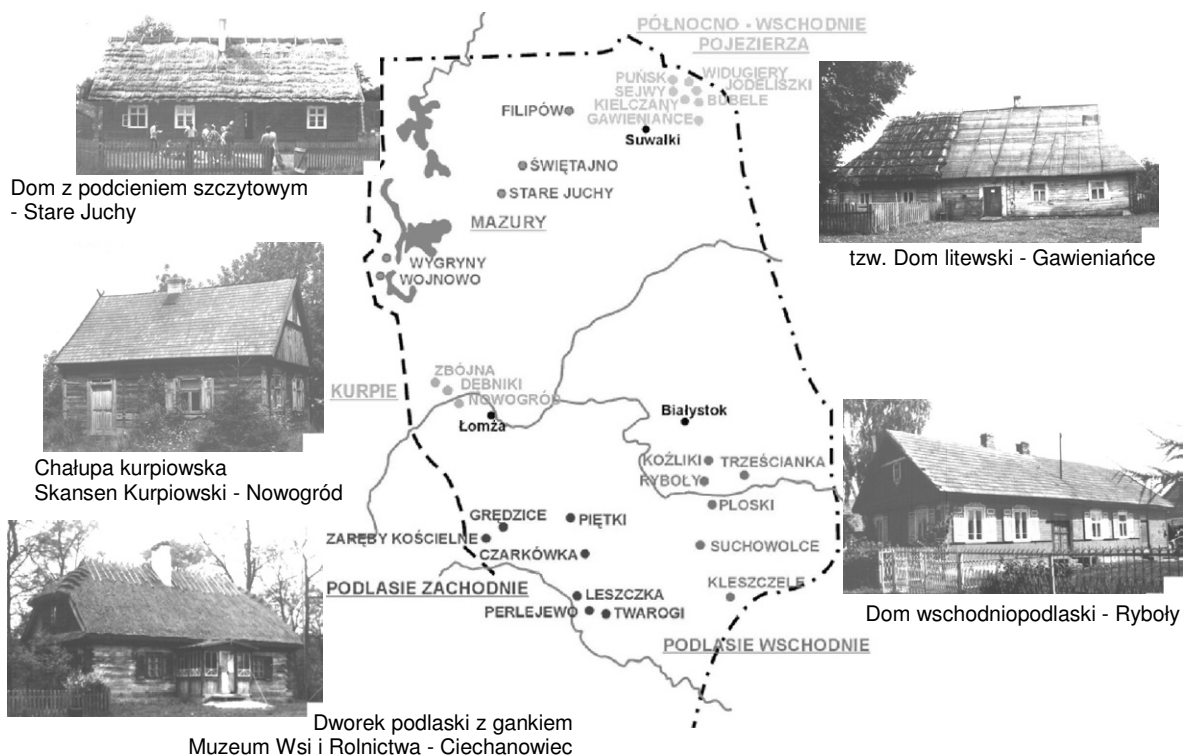 PÓŁNOCNO - WSCHODNIE
POJEZIERZA
PUŃSK
WIDUGIERY
SEJWY
JODELISZKI
KIELCZANY
BUBELE
GAWIENIAŃCE
FILIPÓW
Suwałki
ŚWIĘTAJNO
STARE JUCHY
MAZURY
WYGRYNY
WOJNOWO
Dom z podcieniem szczytowym
- Stare Juchy
tzw. Dom litewski - Gawieniańce
KURPIE
ZBÓJNA
DĘBNIKI
NOWOGRÓD
Łomża
Białystok
Chałupa kurpiowska
Skansen Kurpiowski - Nowogród
KOŹLIKI
TRZEŚCIANKA
RYBOŁY
PLOSKI
GRĘDZICE
PIĘTKI
ZARĘBY KOŚCIELNE
CZARKÓWKA
SUCHOWOLCE
PODLASIE ZACHODNIE
LESZCZKA
KLESZCZELE
PERLEJEWO
TWAROGI
PODLASIE WSCHODNIE
Dom wschodniopodlaski - Ryboły
Dworek podlaski z gankiem
Muzeum Wsi i Rolnictwa - Ciechanowiec